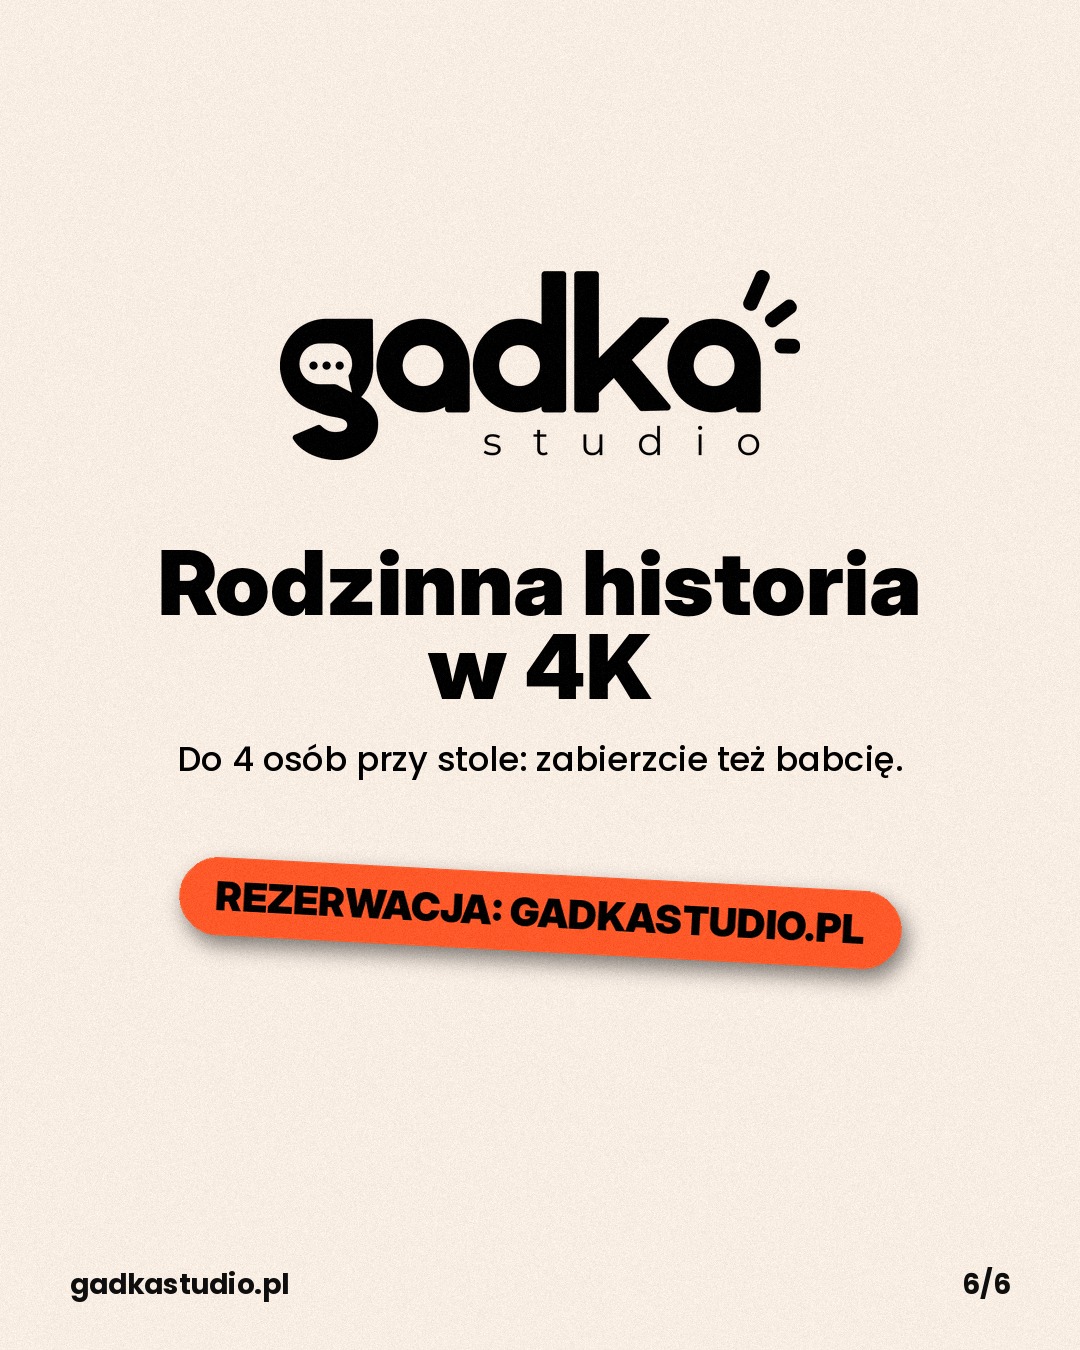 gadka
studio
Rodzinna historia
w 4K
Do 4 osób przy stole: zabierzcie też babcię.
REZERWACJA: GADKASTUDIO.PL
gadkastudio.pl
6/6